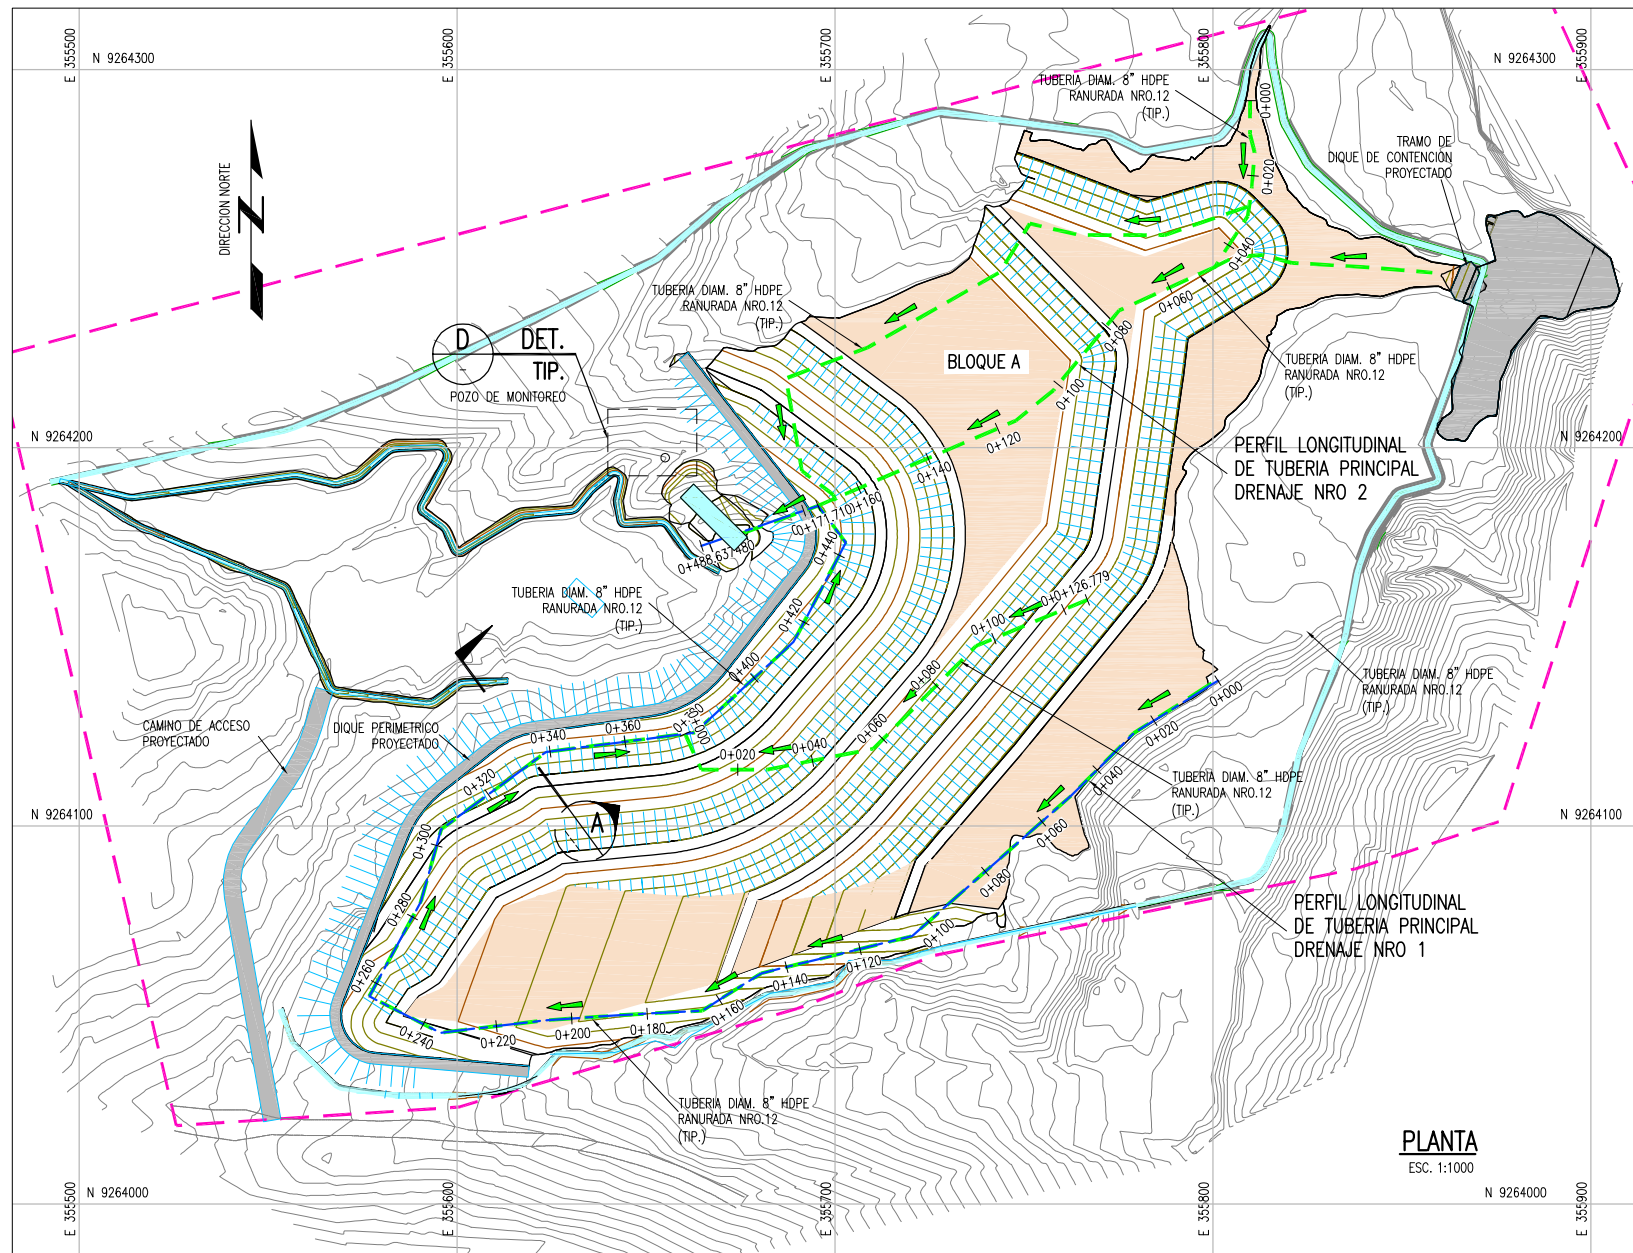 E 355500
N 9264300
E 355600
E 355700
E 355800
N 9264300
E 355900
TUBERIA DIAM. 8" HDPE
RANURADA NRO.12
(TIP.)
0+000
0+020
0+040
0+060
0+080
0+100
0+120
0+140
TRAMO DE
DIQUE DE CONTENCIÓN
PROYECTADO
DIRECCION NORTE
N
TUBERIA DIAM. 8" HDPE
RANURADA NRO.12
(TIP.)
D
DET.
TIP.
-
POZO DE MONITOREO
BLOQUE A
TUBERIA DIAM. 8" HDPE
RANURADA NRO.12
(TIP.)
N 9264200
N 9264200
PERFIL LONGITUDINAL
DE TUBERIA PRINCIPAL
DRENAJE NRO 2
0+440
0+420
0+400
0+360
0+340
0+320
0+300
0+280
0+260
0+240
0+220
0+200
0+180
0+160
0+140
0+120
0+100
0+080
0+060
0+040
0+020
0+000
TUBERIA DIAM. 8" HDPE
RANURADA NRO.12
(TIP.)
0+100
0+080
0+060
0+040
0+020
TUBERIA DIAM. 8" HDPE
RANURADA NRO.12
(TIP.)
CAMINO DE ACCESO
PROYECTADO
DIQUE PERIMETRICO
PROYECTADO
TUBERIA DIAM. 8" HDPE
RANURADA NRO.12
(TIP.)
A
N 9264100
N 9264100
PERFIL LONGITUDINAL
DE TUBERIA PRINCIPAL
DRENAJE NRO 1
TUBERIA DIAM. 8" HDPE
RANURADA NRO.12
(TIP.)
PLANTA
ESC. 1:1000
E 355500
N 9264000
E 355600
E 355700
E 355800
N 9264000
E 355900